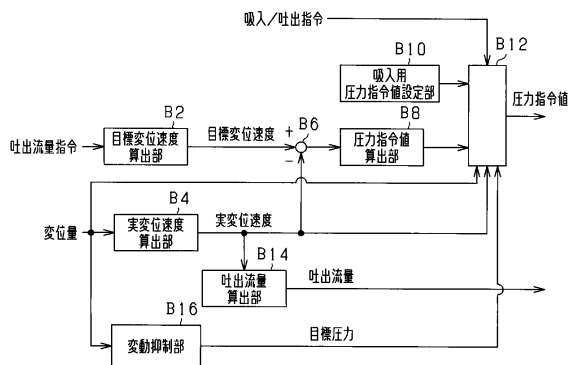 吸入／吐出指令
B10
B12
吸入用
圧力指令値設定部
圧力指令値
B2
B6
B8
吐出流量指令
目標変位速度
算出部
目標変位速度
+
−
圧力指令値
算出部
B4
変位量
実変位速度
算出部
実変位速度
B14
吐出流量
算出部
吐出流量
B16
変動抑制部
目標圧力